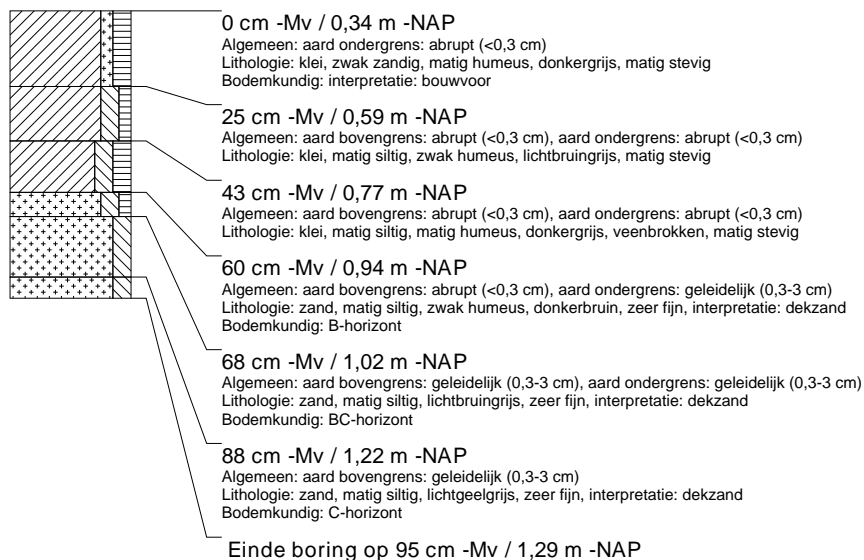 0 cm -Mv / 0,34 m -NAP
Algemeen: aard ondergrens: abrupt (<0,3 cm)
Lithologie: klei, zwak zandig, matig humeus, donkergrijs, matig stevig
Bodemkundig: interpretatie: bouwvoor
25 cm -Mv / 0,59 m -NAP
Algemeen: aard bovengrens: abrupt (<0,3 cm), aard ondergrens: abrupt (<0,3 cm)
Lithologie: klei, matig siltig, zwak humeus, lichtbruingrijs, matig stevig
43 cm -Mv / 0,77 m -NAP
Algemeen: aard bovengrens: abrupt (<0,3 cm), aard ondergrens: abrupt (<0,3 cm)
Lithologie: klei, matig siltig, matig humeus, donkergrijs, veenbrokken, matig stevig
60 cm -Mv / 0,94 m -NAP
Algemeen: aard bovengrens: abrupt (<0,3 cm), aard ondergrens: geleidelijk (0,3-3 cm)
Lithologie: zand, matig siltig, zwak humeus, donkerbruin, zeer fijn, interpretatie: dekzand
Bodemkundig: B-horizont
68 cm -Mv / 1,02 m -NAP
Algemeen: aard bovengrens: geleidelijk (0,3-3 cm), aard ondergrens: geleidelijk (0,3-3 cm)
Lithologie: zand, matig siltig, lichtbruingrijs, zeer fijn, interpretatie: dekzand
Bodemkundig: BC-horizont
88 cm -Mv / 1,22 m -NAP
Algemeen: aard bovengrens: geleidelijk (0,3-3 cm)
Lithologie: zand, matig siltig, lichtgeelgrijs, zeer fijn, interpretatie: dekzand
Bodemkundig: C-horizont
Einde boring op 95 cm -Mv / 1,29 m -NAP